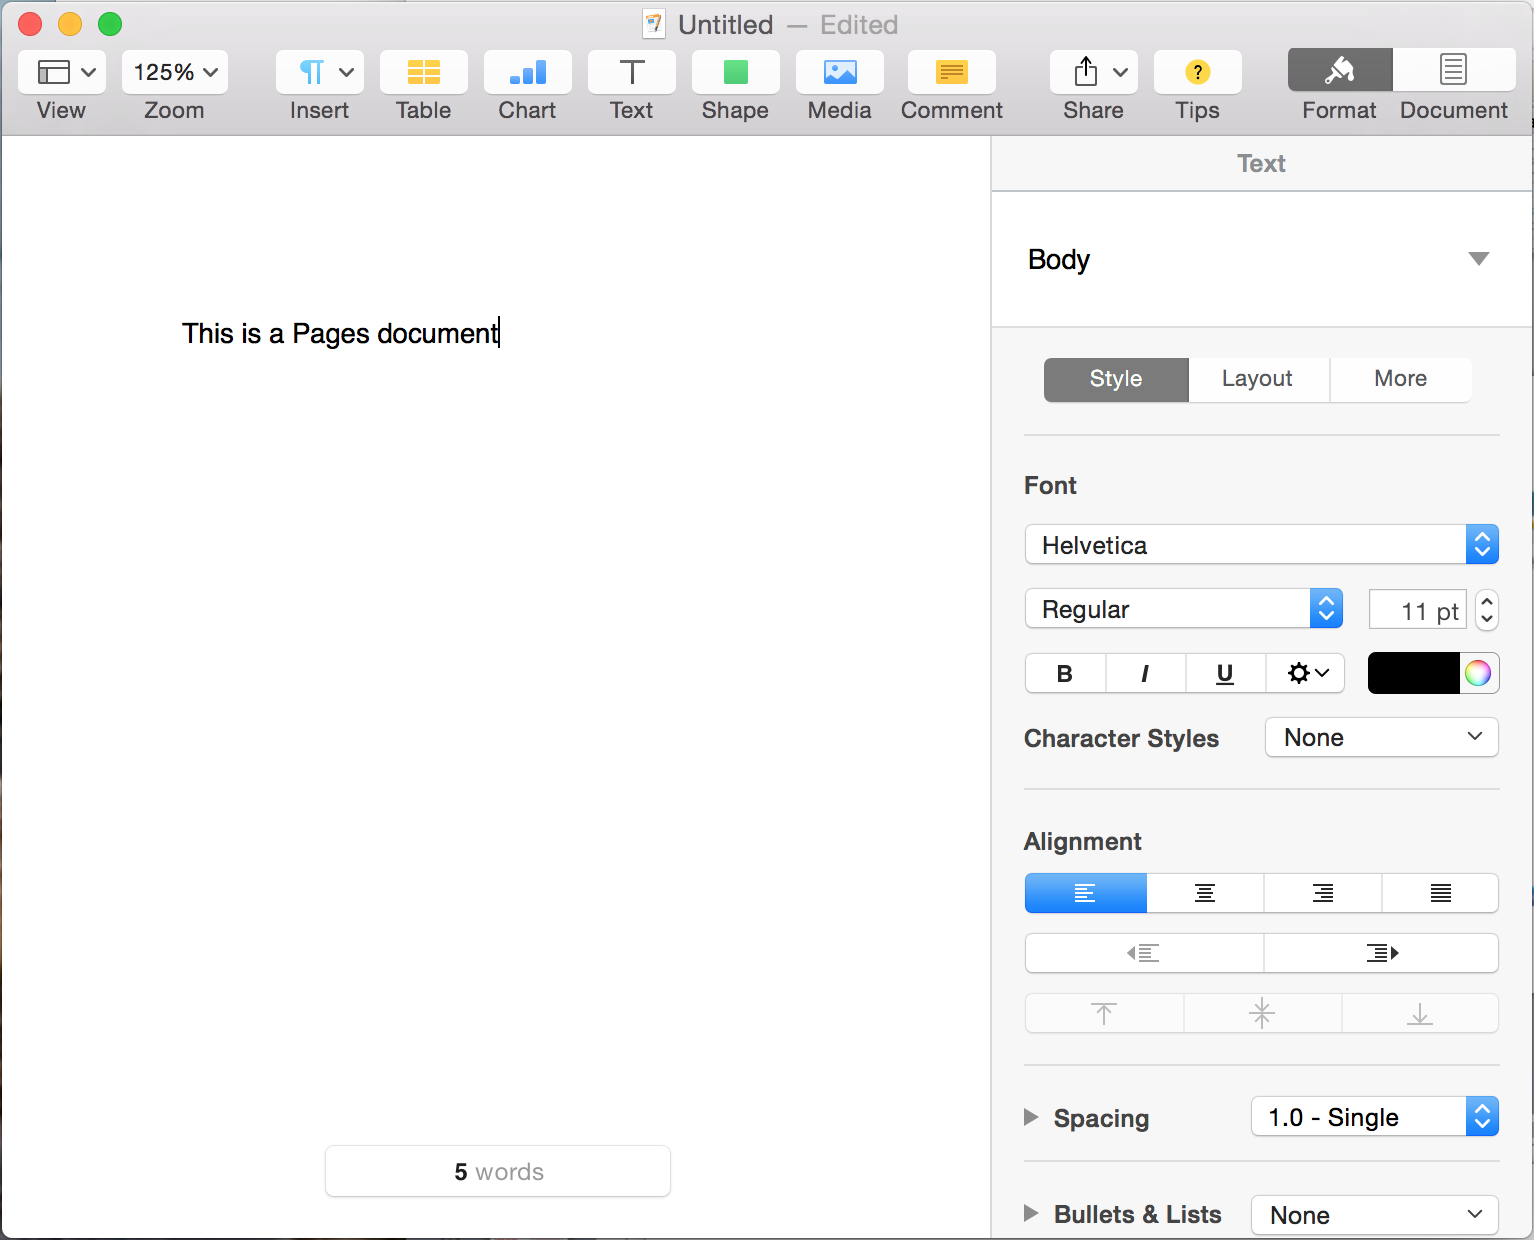 Untitled — Edited
125%
View Zoom Insert Table Chart Text Shape Media Comment Share Tips Format Document
Text
Body
This is a Pages document
Style Layout More
Font
Helvetica
Regular 11 pt
B I U
Character Styles None
Alignment
Spacing 1.0 - Single
5 words
Bullets & Lists None